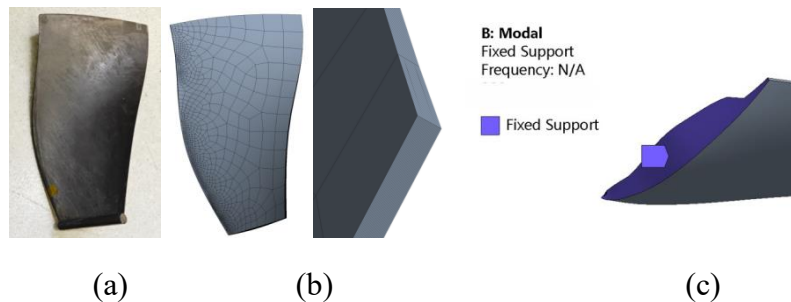 B: Modal
Fixed Support
Frequency: N/A
Fixed Support
(a)
(b)
(c)